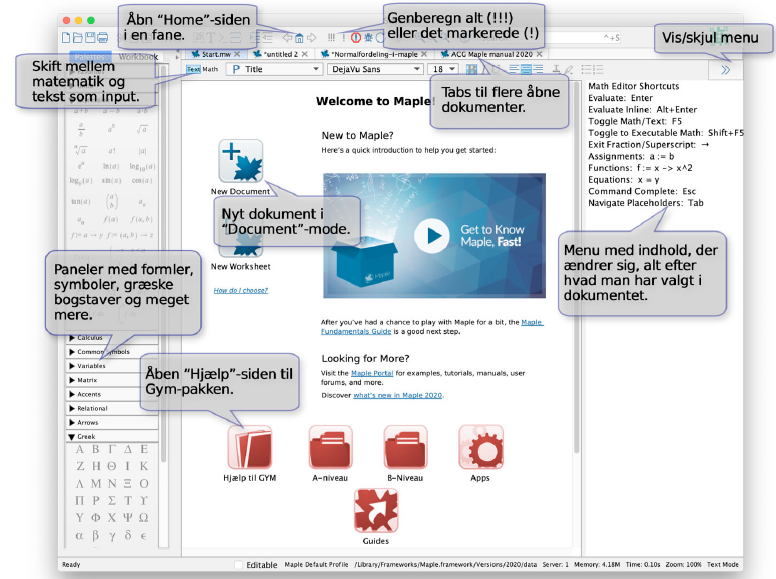 Åbn “Home”-siden
i en fane.
Genberegn alt (!!!)
eller det markerede (!)
Vis/skjul menu
Skift mellem
matematik og
tekst som input.
Tabs til flere åbne
dokumenter.
^+S
Palettes Workbook
Start.mw
*untitled 2
*Normalfordeling-i-maple
ACG Maple manual 2020
Text Math
P Title
DejaVu Sans
18
Welcome to Maple!
New to Maple?
Here's a quick introduction to help you get started:
New Document
Nyt dokument i
“Document”-mode.
New Worksheet
How do I choose?
Get to Know
Maple, Fast!
Maple
After you've had a chance to play with Maple for a bit, the Maple
Fundamentals Guide is a good next step.
Looking for More?
Visit the Maple Portal for examples, tutorials, manuals, user
forums, and more.
Discover what's new in Maple 2020.
Hjælp til GYM
A-niveau
B-Niveau
Apps
Guides
Math Editor Shortcuts
Evaluate: Enter
Evaluate Inline: Alt+Enter
Toggle Math/Text: F5
Toggle to Executable Math: Shift+F5
Exit Fraction/Superscript: →
Assignments: a := b
Functions: f := x -> x^2
Equations: x = y
Command Complete: Esc
Navigate Placeholders: Tab
Menu med indhold, der
ændrer sig, alt efter
hvad man har valgt i
dokumentet.
a+b a-b a·b
a/b a^b √a
ⁿ√a a! |a|
e^a ln(a) log₁₀(a)
log_b(a) sin(a) cos(a)
tan(a) (a b) a_n
a_n f(a) f(a, b)
f := a → y f := (a, b) → z
Paneler med formler,
symboler, græske
bogstaver og meget
mere.
Calculus
Common Symbols
Variables
Matrix
Accents
Relational
Arrows
Greek
Α Β Γ Δ Ε
Ζ Η Θ Ι Κ
Λ Μ Ν Ξ Ο
Π Ρ Σ Τ Υ
Υ Φ Χ Ψ Ω
α β γ δ ϵ
Åben “Hjælp”-siden til
Gym-pakken.
Ready
Editable Maple Default Profile /Library/Frameworks/Maple.framework/Versions/2020/data Server: 1 Memory: 4.18M Time: 0.10s Zoom: 100% Text Mode